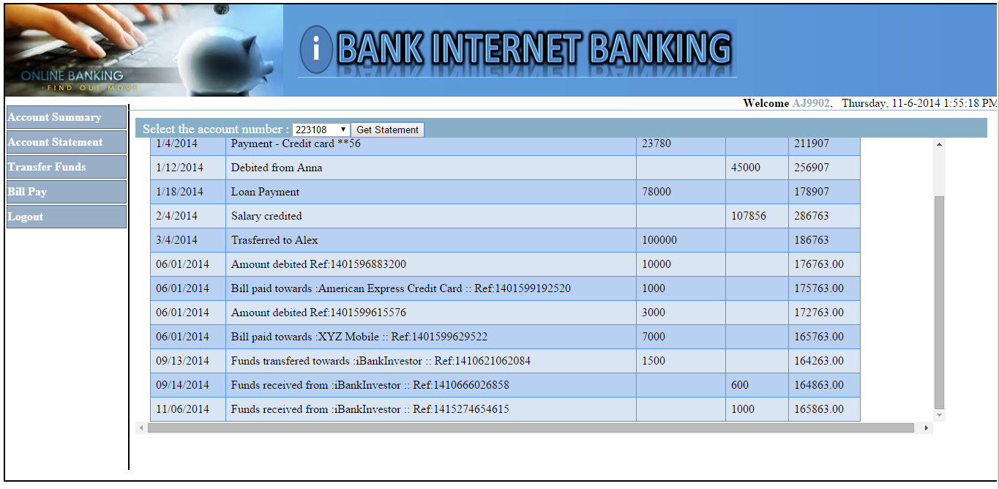 ONLINE BANKING
FIND OUT MORE
i BANK INTERNET BANKING
Welcome AJ9902, Thursday, 11-6-2014 1:55:18 PM
Account Summary
Account Statement
Transfer Funds
Bill Pay
Logout
Select the account number : 223108 Get Statement
1/4/2014 Payment - Credit card **56 23780 211907
1/12/2014 Debited from Anna 45000 256907
1/18/2014 Loan Payment 78000 178907
2/4/2014 Salary credited 107856 286763
3/4/2014 Trasferred to Alex 100000 186763
06/01/2014 Amount debited Ref:1401596883200 10000 176763.00
06/01/2014 Bill paid towards :American Express Credit Card :: Ref:1401599192520 1000 175763.00
06/01/2014 Amount debited Ref:1401599615576 3000 172763.00
06/01/2014 Bill paid towards :XYZ Mobile :: Ref:1401599629522 7000 165763.00
09/13/2014 Funds transfered towards :iBankInvestor :: Ref:1410621062084 1500 164263.00
09/14/2014 Funds received from :iBankInvestor :: Ref:1410666026858 600 164863.00
11/06/2014 Funds received from :iBankInvestor :: Ref:1415274654615 1000 165863.00